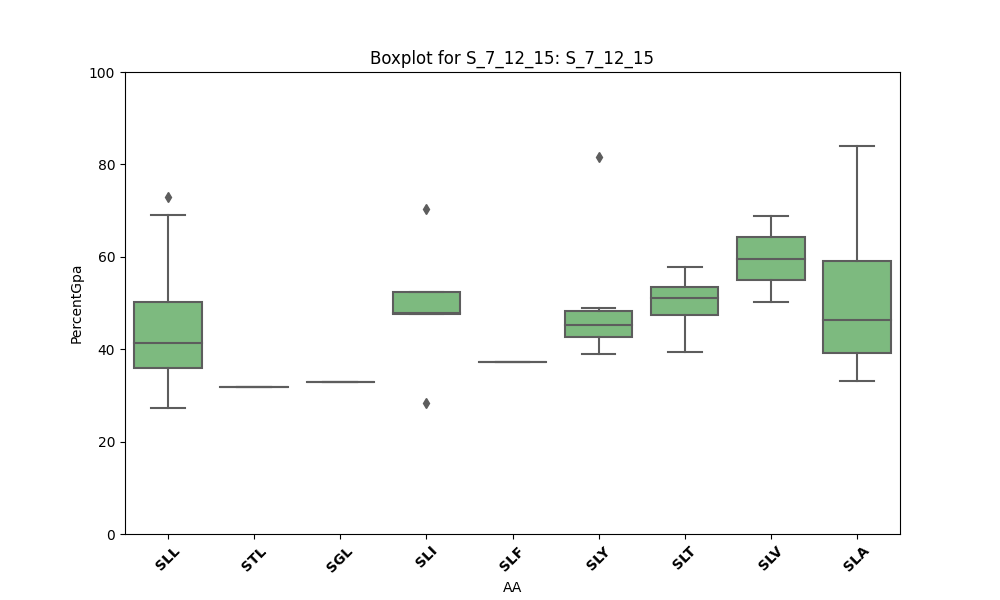 Boxplot for S_7_12_15: S_7_12_15
100
80
60
40
20
0
PercentGpa
SLL STL SGL SLI SLF SLY SLT SLV SLA
AA